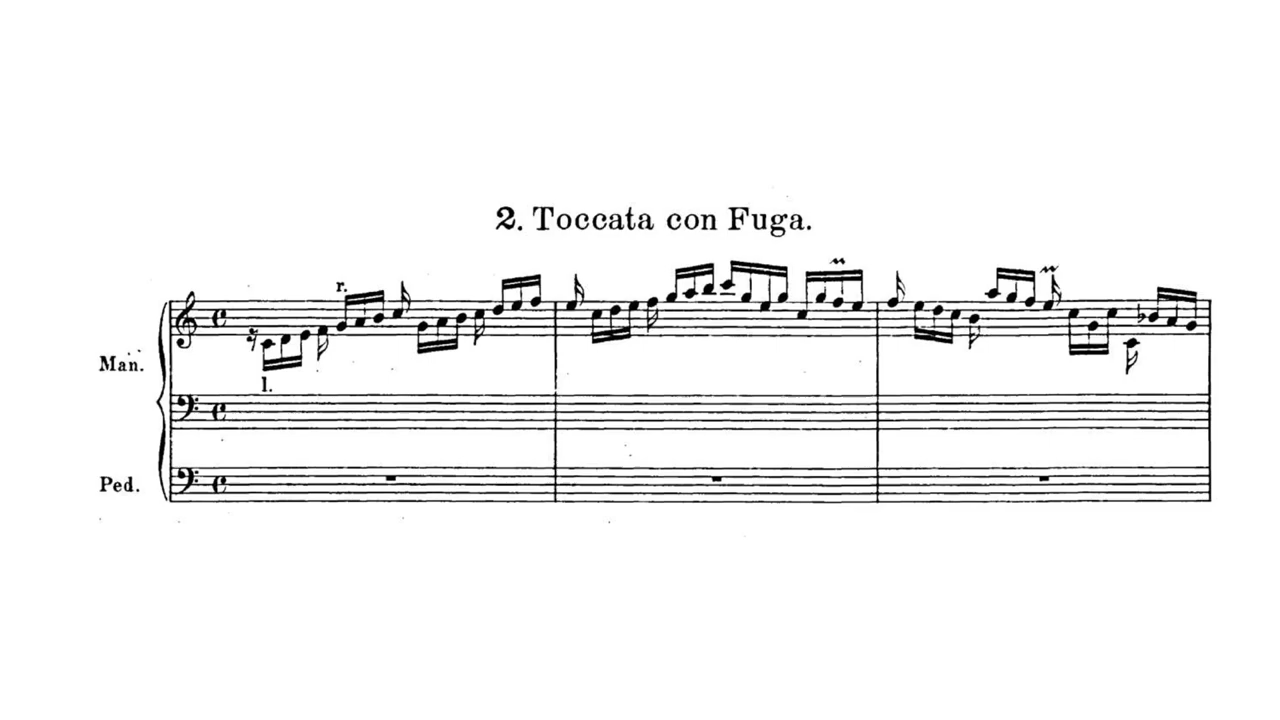 2. Toccata con Fuga.
r.
Man.
l.
Ped.